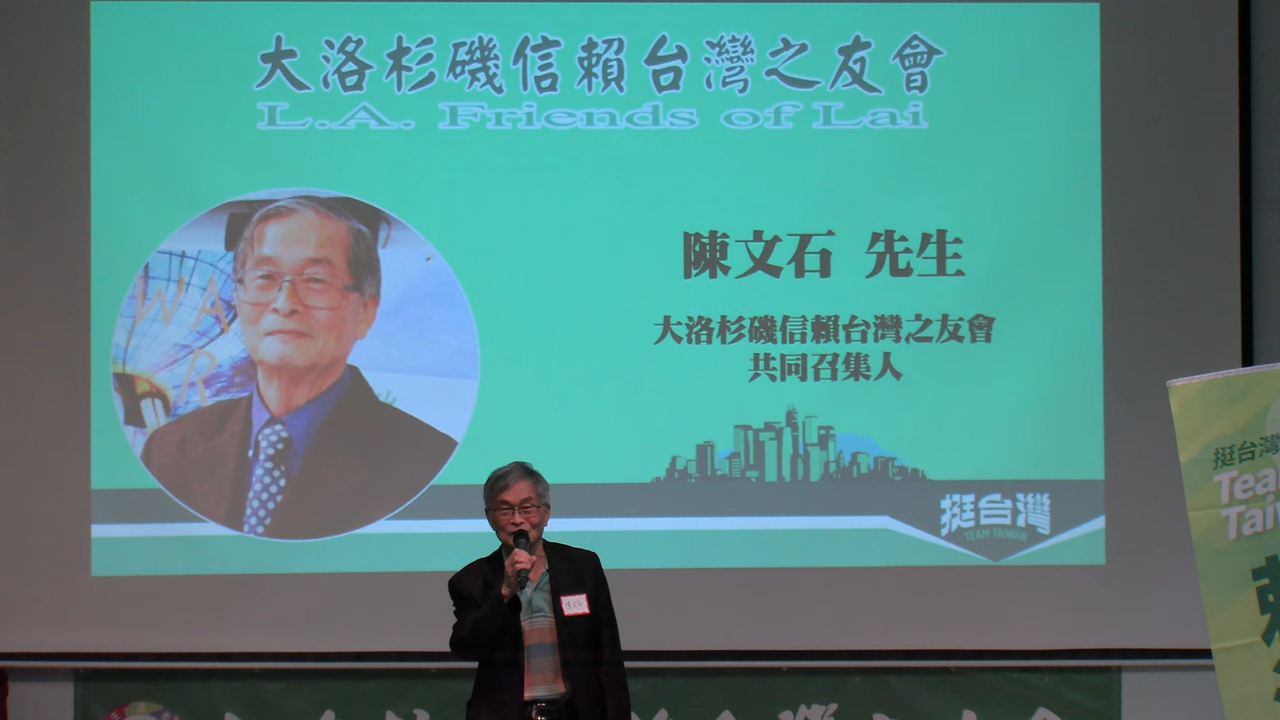 大洛杉磯信賴台灣之友會
L.A. Friends of Lai
陳文石 先生
大洛杉磯信賴台灣之友會
共同召集人
挺台灣
TEAM TAIWAN
WAR
挺台灣